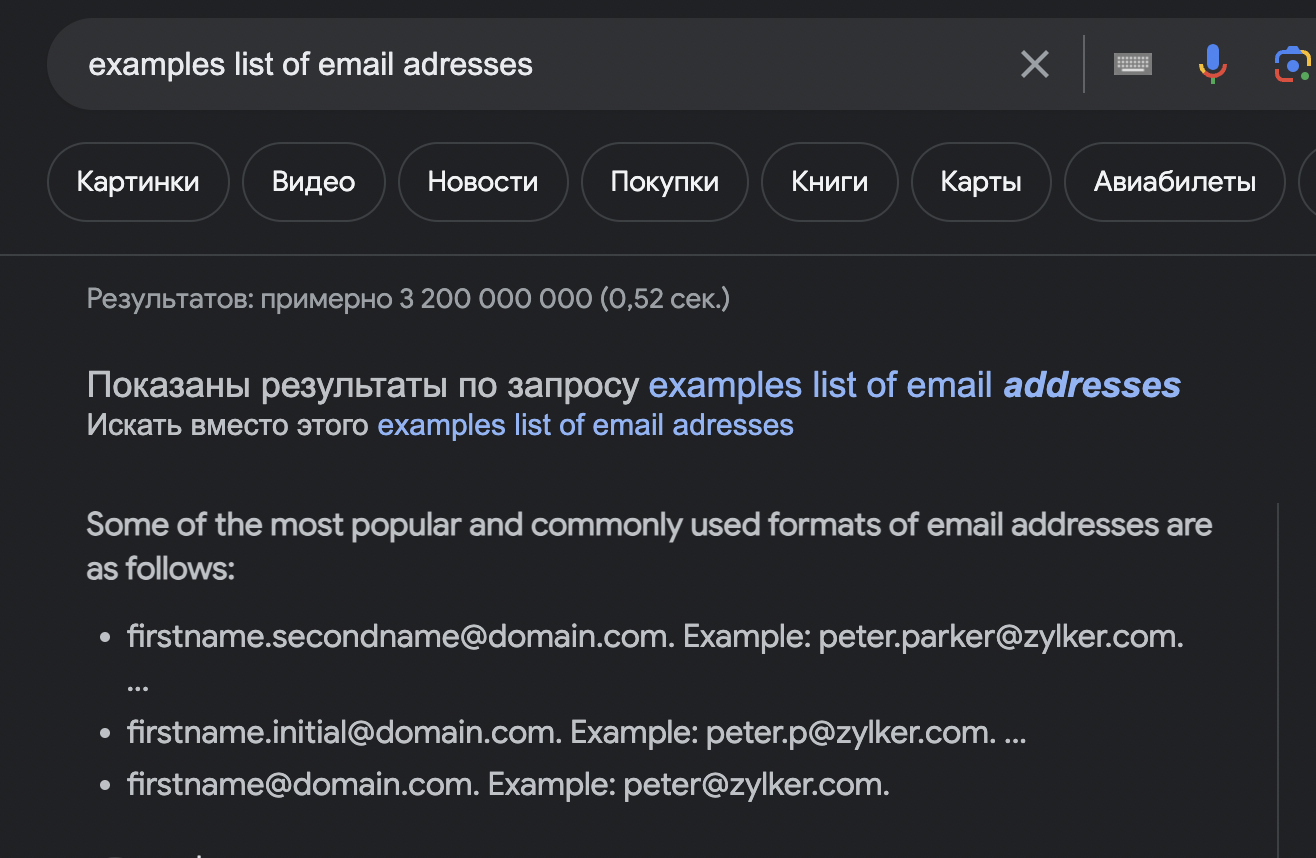 examples list of email adresses
Картинки Видео Новости Покупки Книги Карты Авиабилеты
Результатов: примерно 3 200 000 000 (0,52 сек.)
Показаны результаты по запросу examples list of email addresses
Искать вместо этого examples list of email adresses
Some of the most popular and commonly used formats of email addresses are
as follows:
• firstname.secondname@domain.com. Example: peter.parker@zylker.com.
...
• firstname.initial@domain.com. Example: peter.p@zylker.com. ...
• firstname@domain.com. Example: peter@zylker.com.